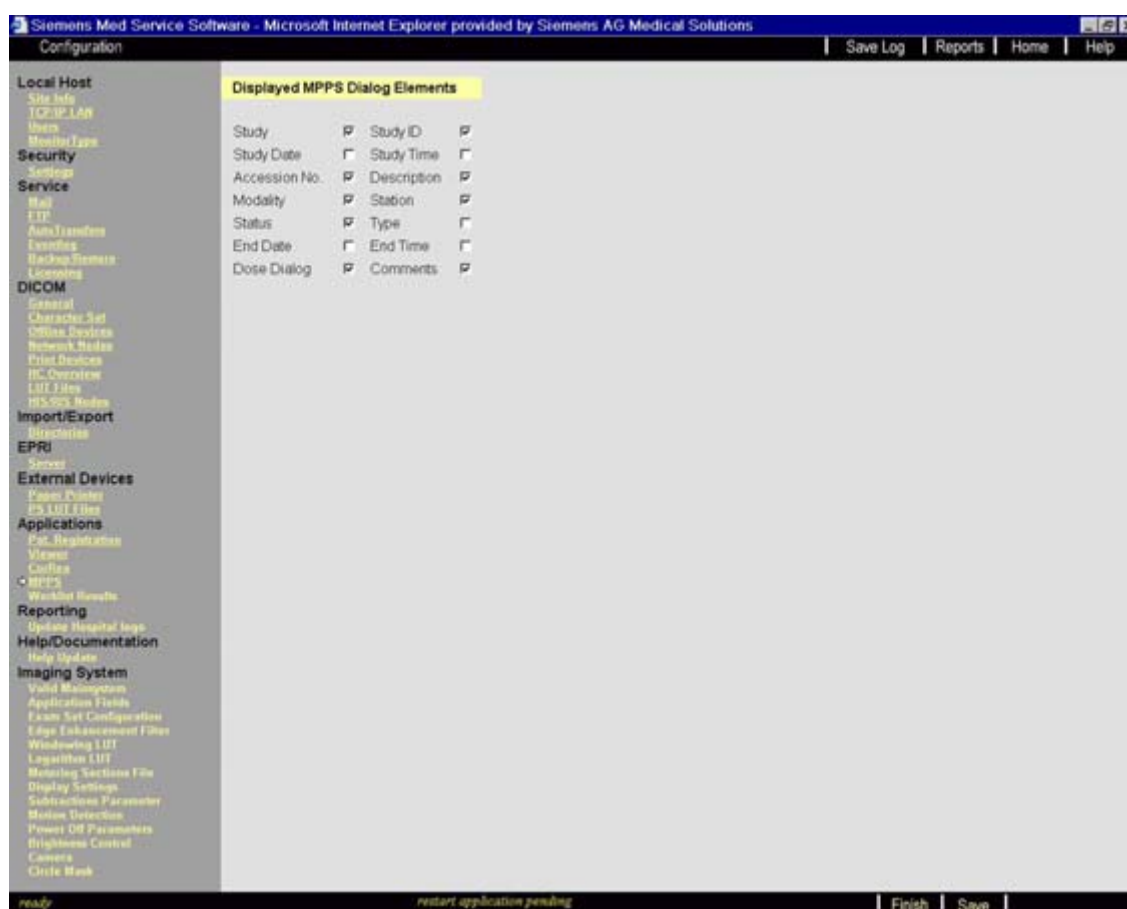 Siemens Med Service Software - Microsoft Internet Explorer provided by Siemens AG Medical Solutions
Configuration
Save Log
Reports
Home
Help
Local Host
Site Info
TCP/IP LAN
Users
MonitorType
Security
Settings
Service
Mail
FTP
AutoTransfers
Eventlog
Backup/Restore
Licensing
DICOM
General
Character Set
Offline Devices
Network Nodes
Print Devices
HC Overview
LUT Files
HIS/RIS Nodes
Import/Export
Directories
EPRI
Server
External Devices
Paper Printer
PS LUT Files
Applications
Pat. Registration
Viewer
MPPS
Worklist Results
Reporting
Update Hospital logo
Help/Documentation
Help Update
Imaging System
Valid Mainsystem
Application Fields
Exam Set Configuration
Edge Enhancement Filter
Windowing LUT
Logarithm LUT
Metering Sections File
Display Settings
Subtractions Parameter
Motion Detection
Power Off Parameters
Brightness Control
Camera
Circle Mask
Displayed MPPS Dialog Elements
Study Study ID
Study Date Study Time
Accession No. Description
Modality Station
Status Type
End Date End Time
Dose Dialog Comments
ready
restart application pending
Finish
Save